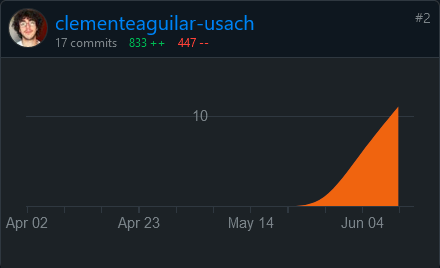 clementeaguilar-usach
#2
17 commits 833 ++ 447 --
10
Apr 02 Apr 23 May 14 Jun 04